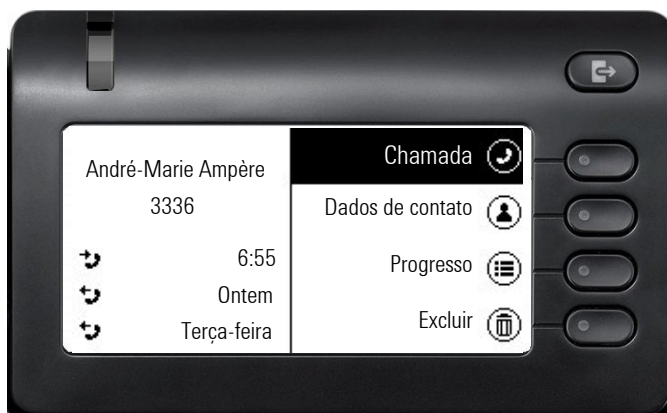 André-Marie Ampère
3336
6:55
Ontem
Terça-feira
Chamada
Dados de contato
Progresso
Excluir